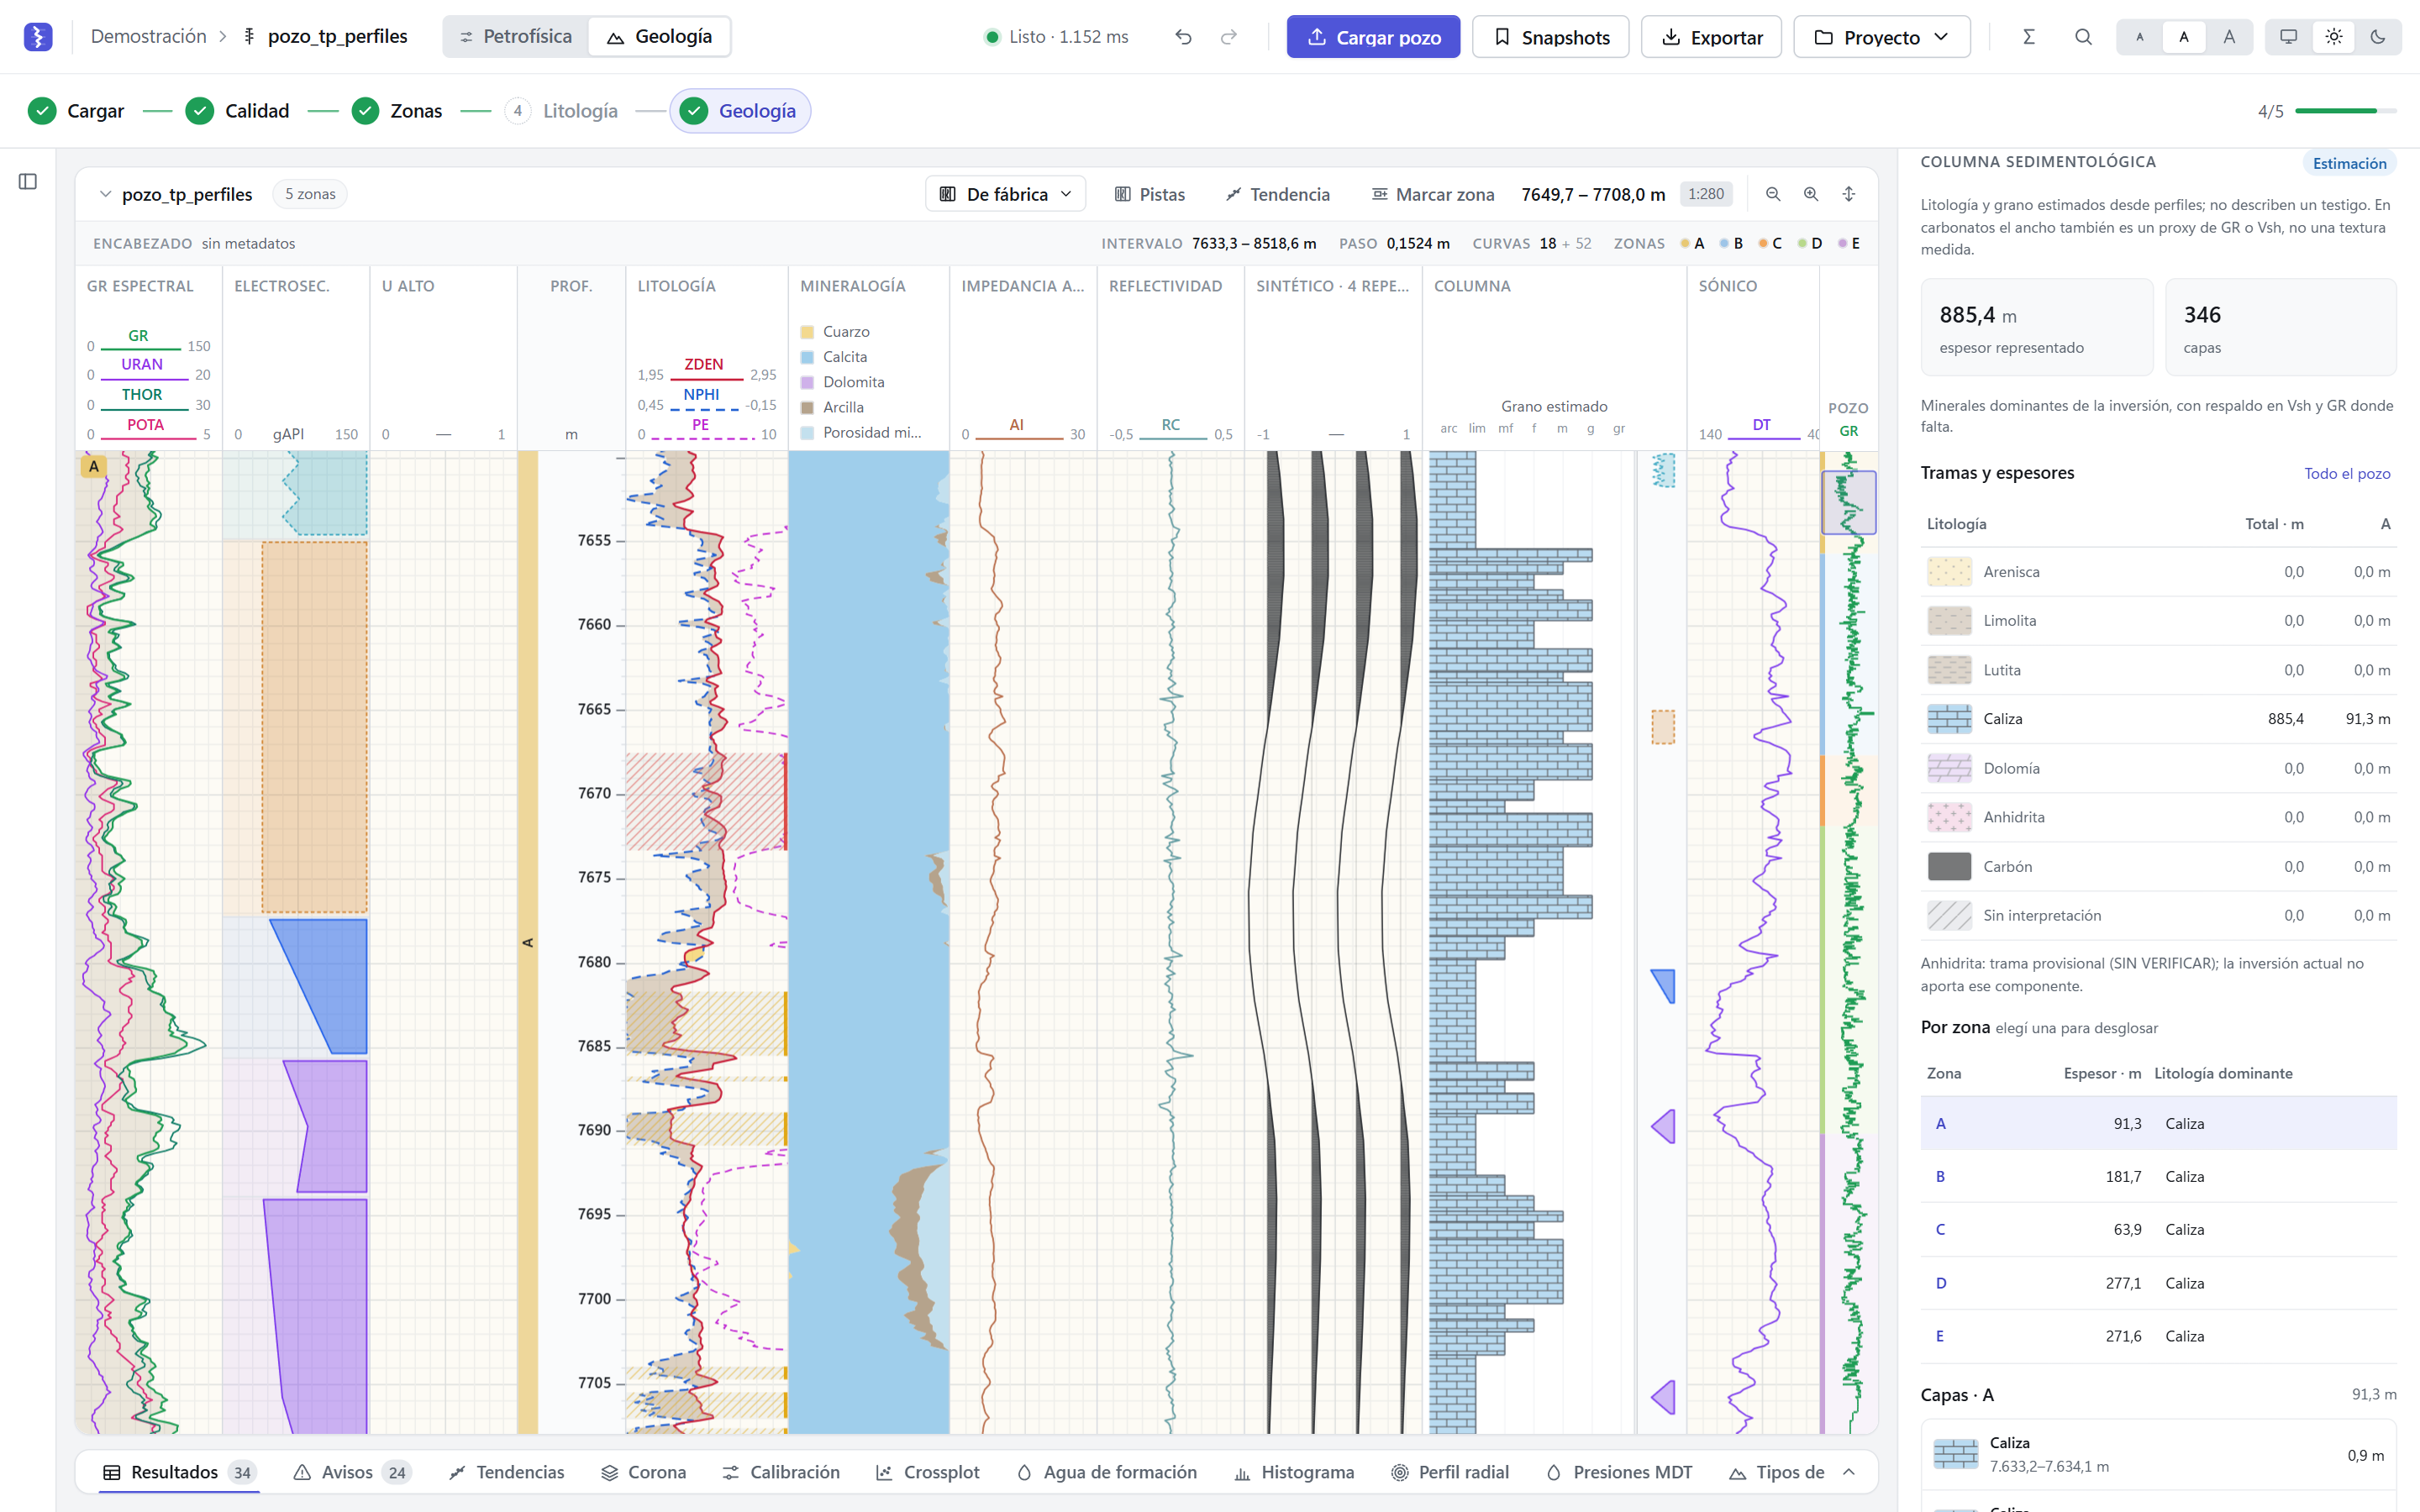 Demostración > pozo_tp_perfiles Petrofísica Geología Listo · 1.152 ms Cargar pozo Snapshots Exportar Proyecto Σ A A A
Cargar Calidad Zonas 4 Litología Geología 4/5
pozo_tp_perfiles 5 zonas De fábrica Pistas Tendencia Marcar zona 7649,7 – 7708,0 m 1:280
ENCABEZADO sin metadatos INTERVALO 7633,3 – 8518,6 m PASO 0,1524 m CURVAS 18 + 52 ZONAS A B C D E
GR ESPECTRAL ELECTROSEC. U ALTO PROF. LITOLOGÍA MINERALOGÍA IMPEDANCIA A... REFLECTIVIDAD SINTÉTICO · 4 REPE... COLUMNA SÓNICO
GR
0 150
URAN
0 20
THOR
0 30
POTA
0 5
0 gAPI 150
0 — 1
m
ZDEN
1,95 2,95
NPHI
0,45 -0,15
PE
0 10
Cuarzo
Calcita
Dolomita
Arcilla
Porosidad mi...
AI
0 30
RC
-0,5 0,5
-1 — 1
Grano estimado
arc lim mf f m g gr
DT
140 40
POZO
GR
A
7655
7660
7665
7670
7675
A
7680
7685
7690
7695
7700
7705
Resultados 34 Avisos 24 Tendencias Corona Calibración Crossplot Agua de formación Histograma Perfil radial Presiones MDT Tipos de
COLUMNA SEDIMENTOLÓGICA Estimación
Litología y grano estimados desde perfiles; no describen un testigo. En
carbonatos el ancho también es un proxy de GR o Vsh, no una textura
medida.
885,4 m
espesor representado
346
capas
Minerales dominantes de la inversión, con respaldo en Vsh y GR donde
falta.
Tramas y espesores Todo el pozo
Litología Total · m A
Arenisca 0,0 0,0 m
Limolita 0,0 0,0 m
Lutita 0,0 0,0 m
Caliza 885,4 91,3 m
Dolomía 0,0 0,0 m
Anhidrita 0,0 0,0 m
Carbón 0,0 0,0 m
Sin interpretación 0,0 0,0 m
Anhidrita: trama provisional (SIN VERIFICAR); la inversión actual no
aporta ese componente.
Por zona elegí una para desglosar
Zona Espesor · m Litología dominante
A 91,3 Caliza
B 181,7 Caliza
C 63,9 Caliza
D 277,1 Caliza
E 271,6 Caliza
Capas · A 91,3 m
Caliza
7.633,2–7.634,1 m 0,9 m